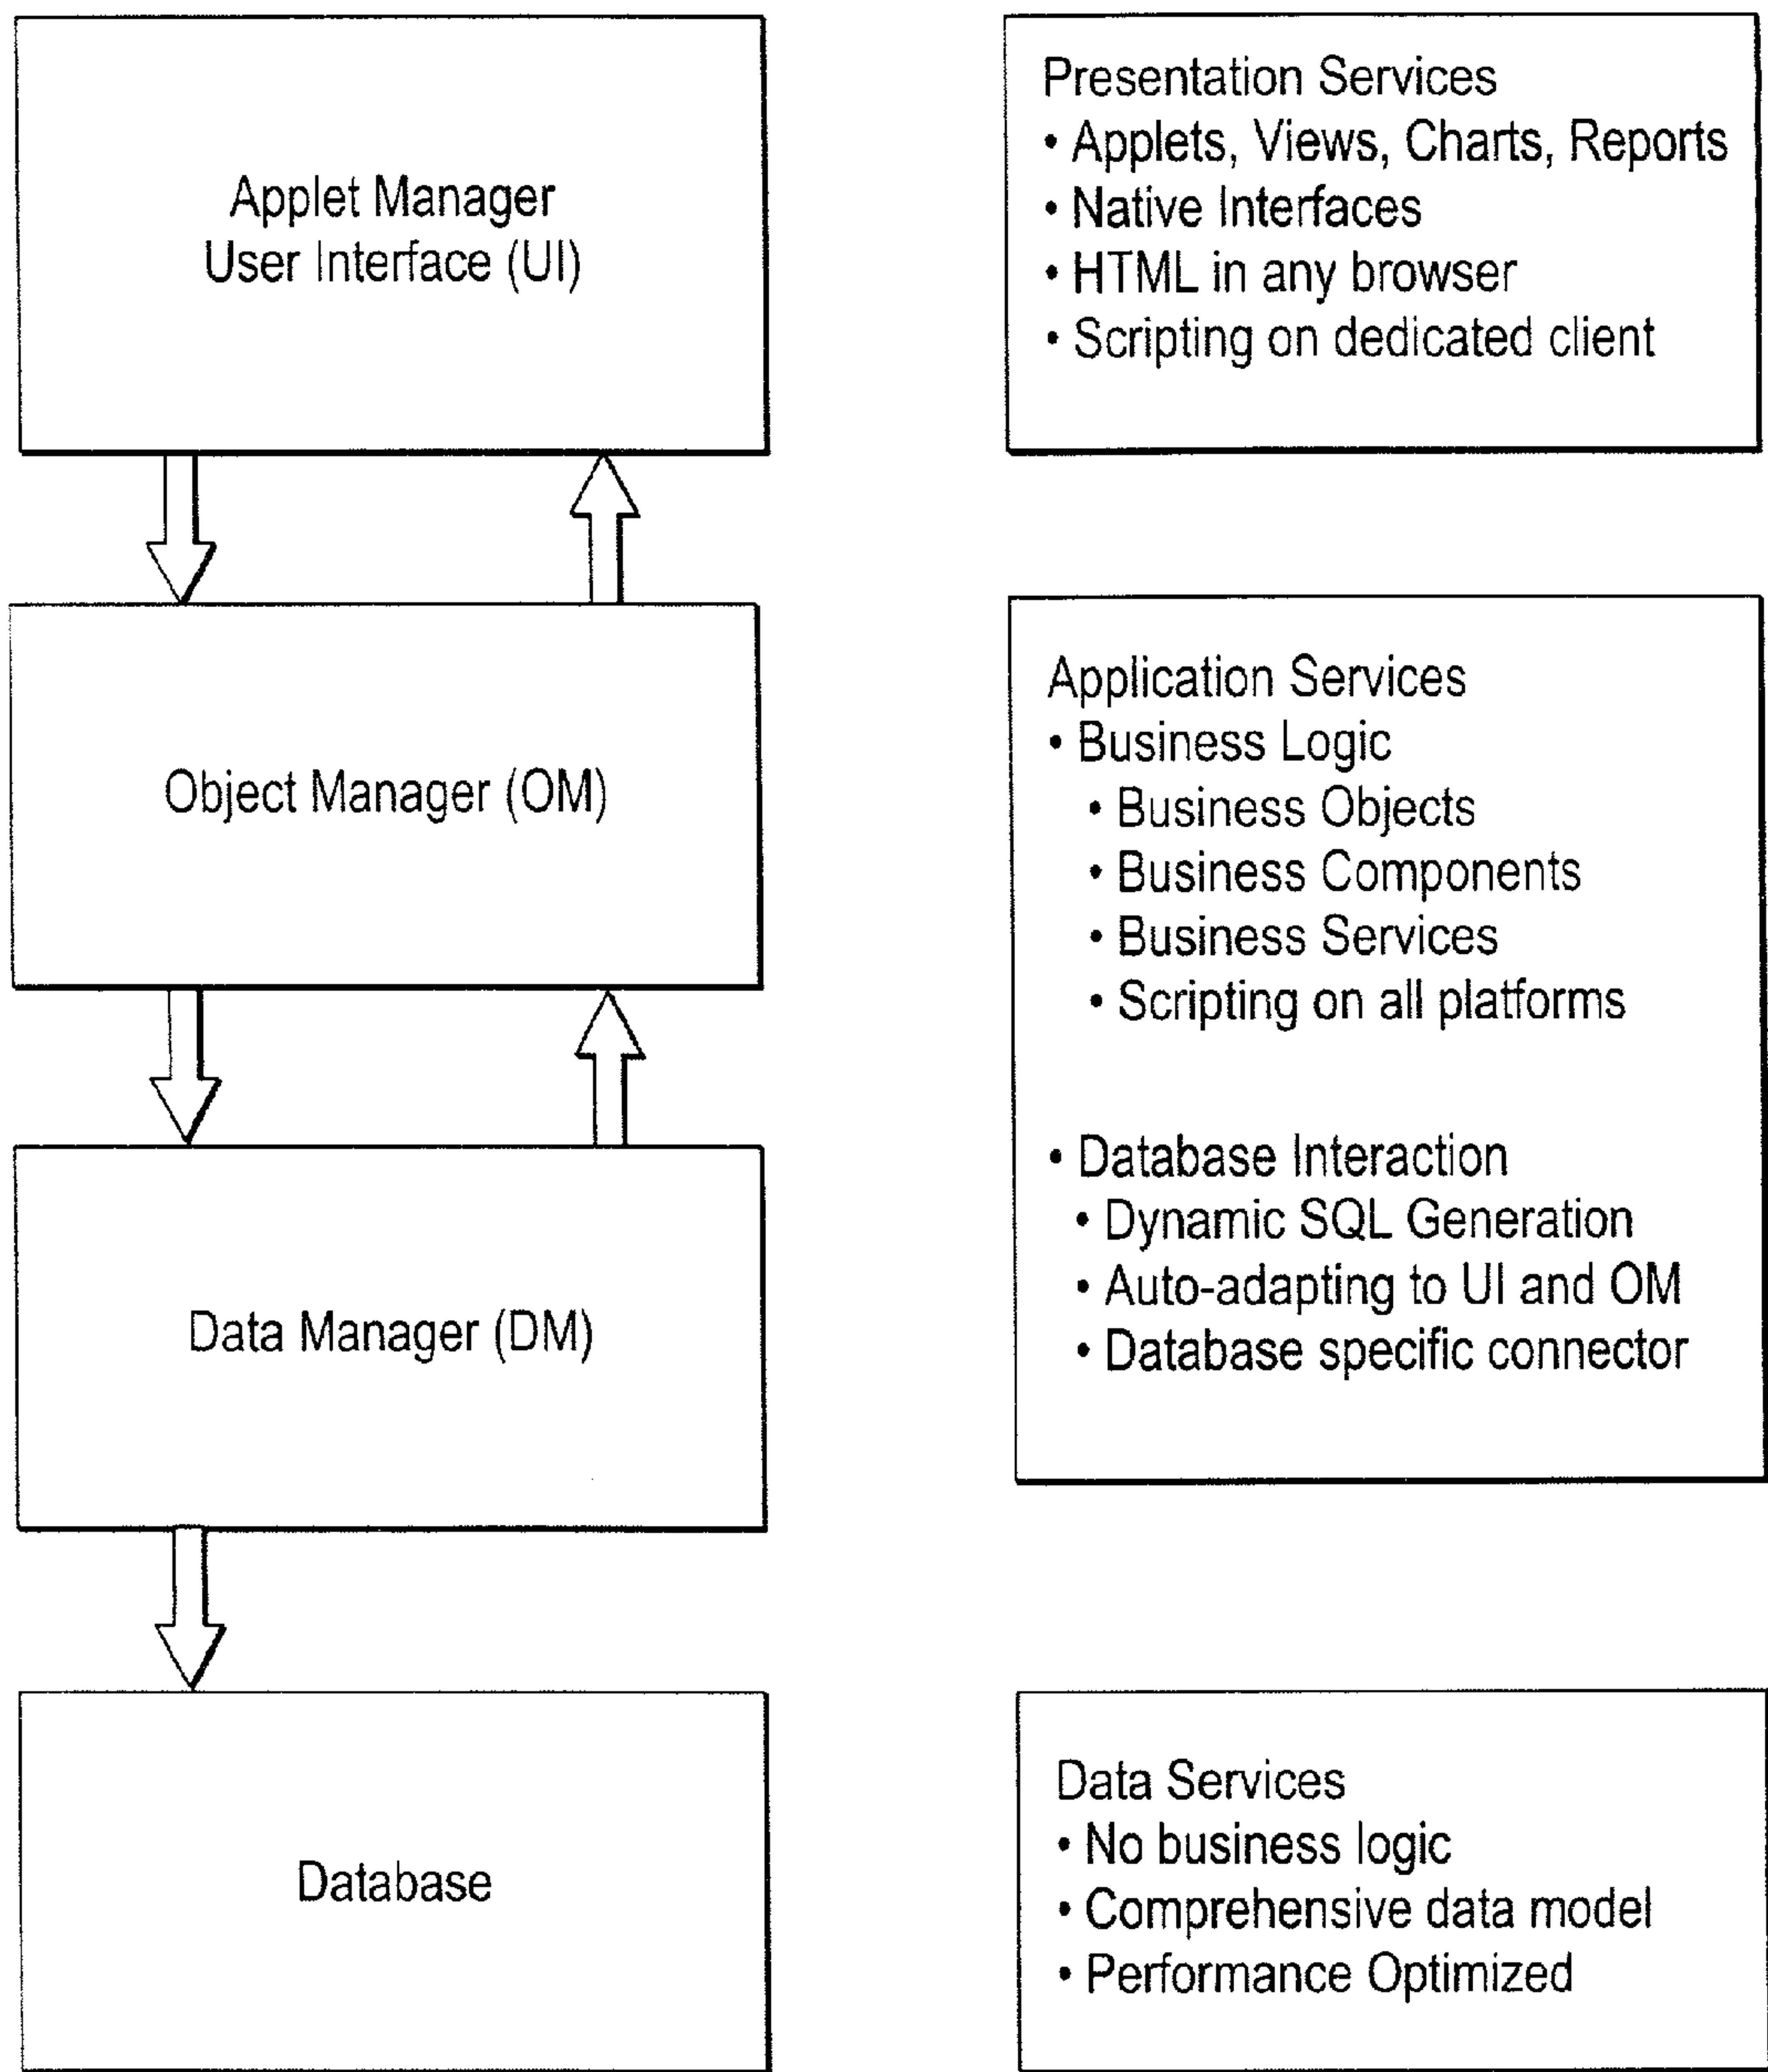 Applet Manager
User Interface (UI)
Presentation Services
• Applets, Views, Charts, Reports
• Native Interfaces
• HTML in any browser
• Scripting on dedicated client
Object Manager (OM)
Application Services
• Business Logic
• Business Objects
• Business Components
• Business Services
• Scripting on all platforms
• Database Interaction
• Dynamic SQL Generation
• Auto-adapting to UI and OM
• Database specific connector
Data Manager (DM)
Database
Data Services
• No business logic
• Comprehensive data model
• Performance Optimized